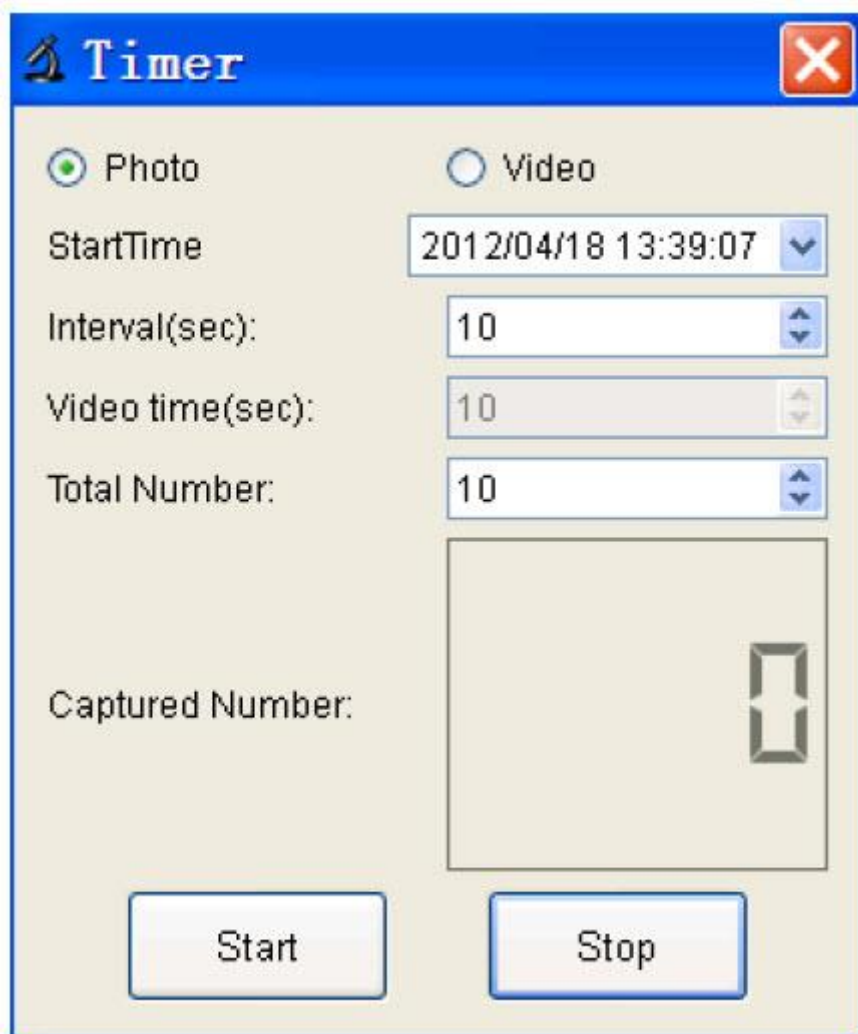 Timer
Photo Video
StartTime 2012/04/18 13:39:07
Interval(sec): 10
Video time(sec): 10
Total Number: 10
Captured Number: 0
Start Stop